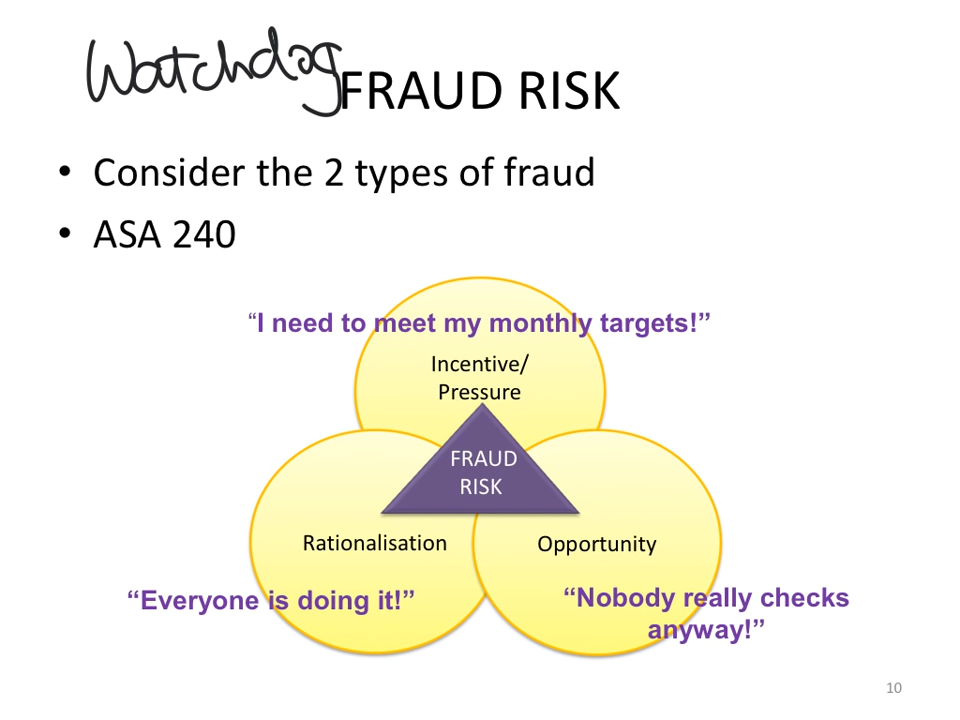 Watchdog
FRAUD RISK
• Consider the 2 types of fraud
• ASA 240
“I need to meet my monthly targets!”
Incentive/
Pressure
FRAUD
RISK
Rationalisation
Opportunity
“Everyone is doing it!”
“Nobody really checks
anyway!”
10